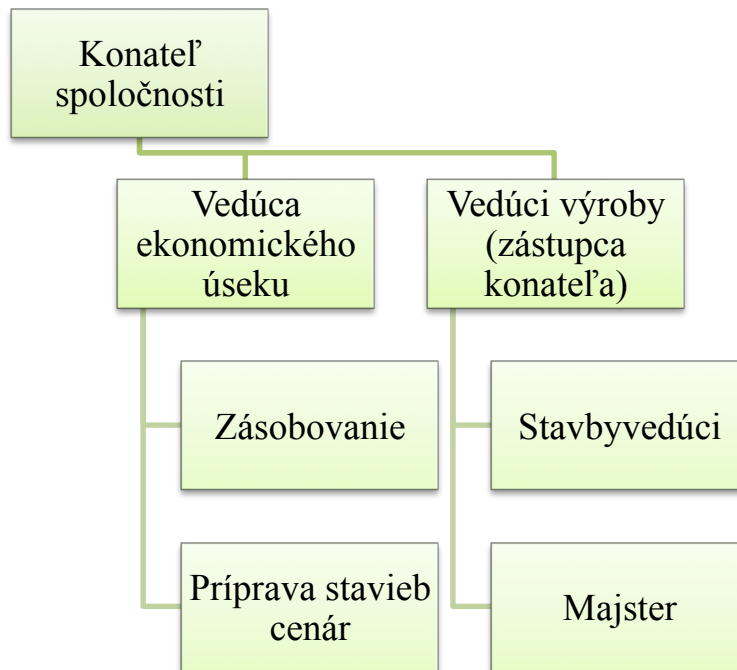 Konateľ
spoločnosti
Vedúca
ekonomického
úseku
Vedúci výroby
(zástupca
konateľa)
Zásobovanie
Stavbyvedúci
Príprava stavieb
cenár
Majster